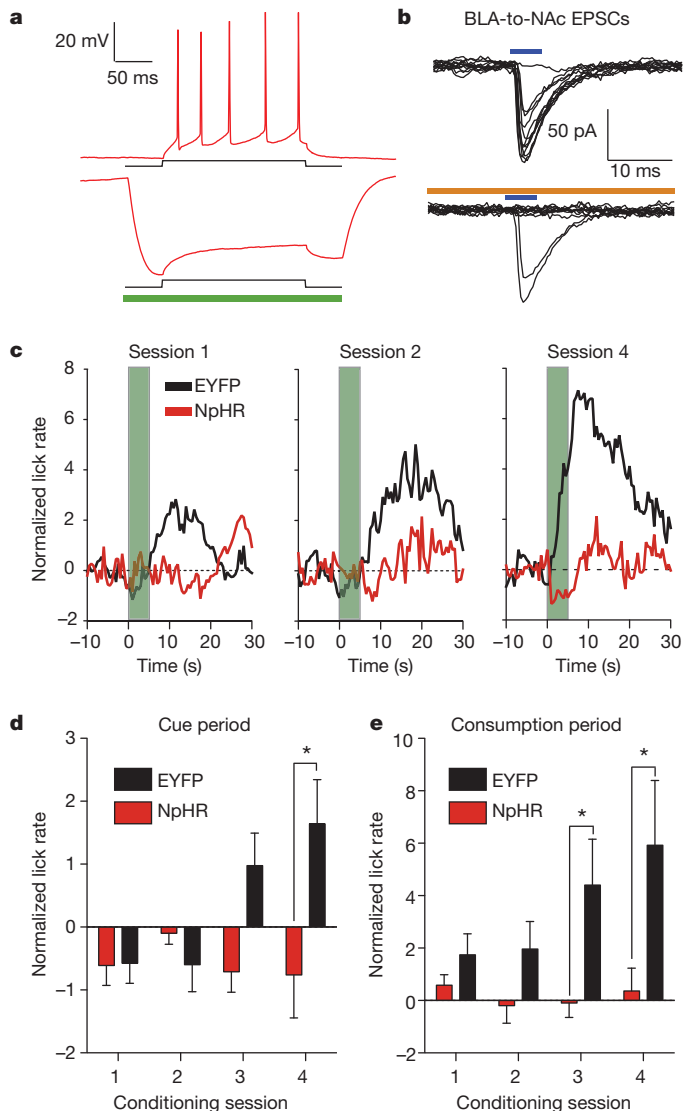 a
20 mV
50 ms
b
BLA-to-NAc EPSCs
50 pA
10 ms
c
Session 1
Session 2
Session 4
EYFP
NpHR
Normalized lick rate
8
6
4
2
0
−2
−10 0 10 20 30
−10 0 10 20 30
−10 0 10 20 30
Time (s)
Time (s)
Time (s)
d
Cue period
EYFP
NpHR
*
Normalized lick rate
3
2
1
0
−1
−2
1 2 3 4
Conditioning session
e
Consumption period
EYFP
NpHR
*
*
Normalized lick rate
10
8
6
4
2
0
−2
1 2 3 4
Conditioning session